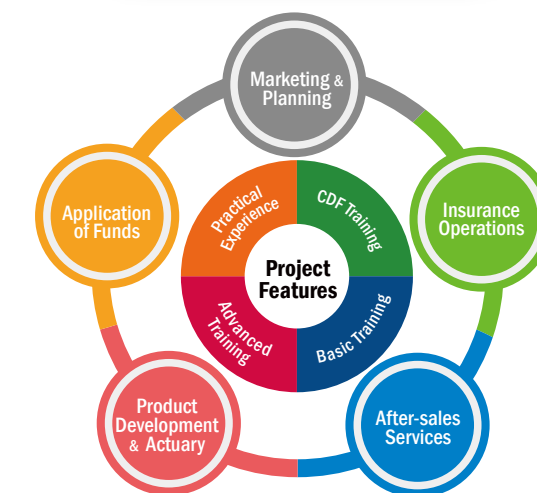 Marketing &
Planning
Application
of Funds
Insurance
Operations
Practical
Experience
CDF Training
Project
Features
Advanced
Training
Basic Training
Product
Development
& Actuary
After-sales
Services